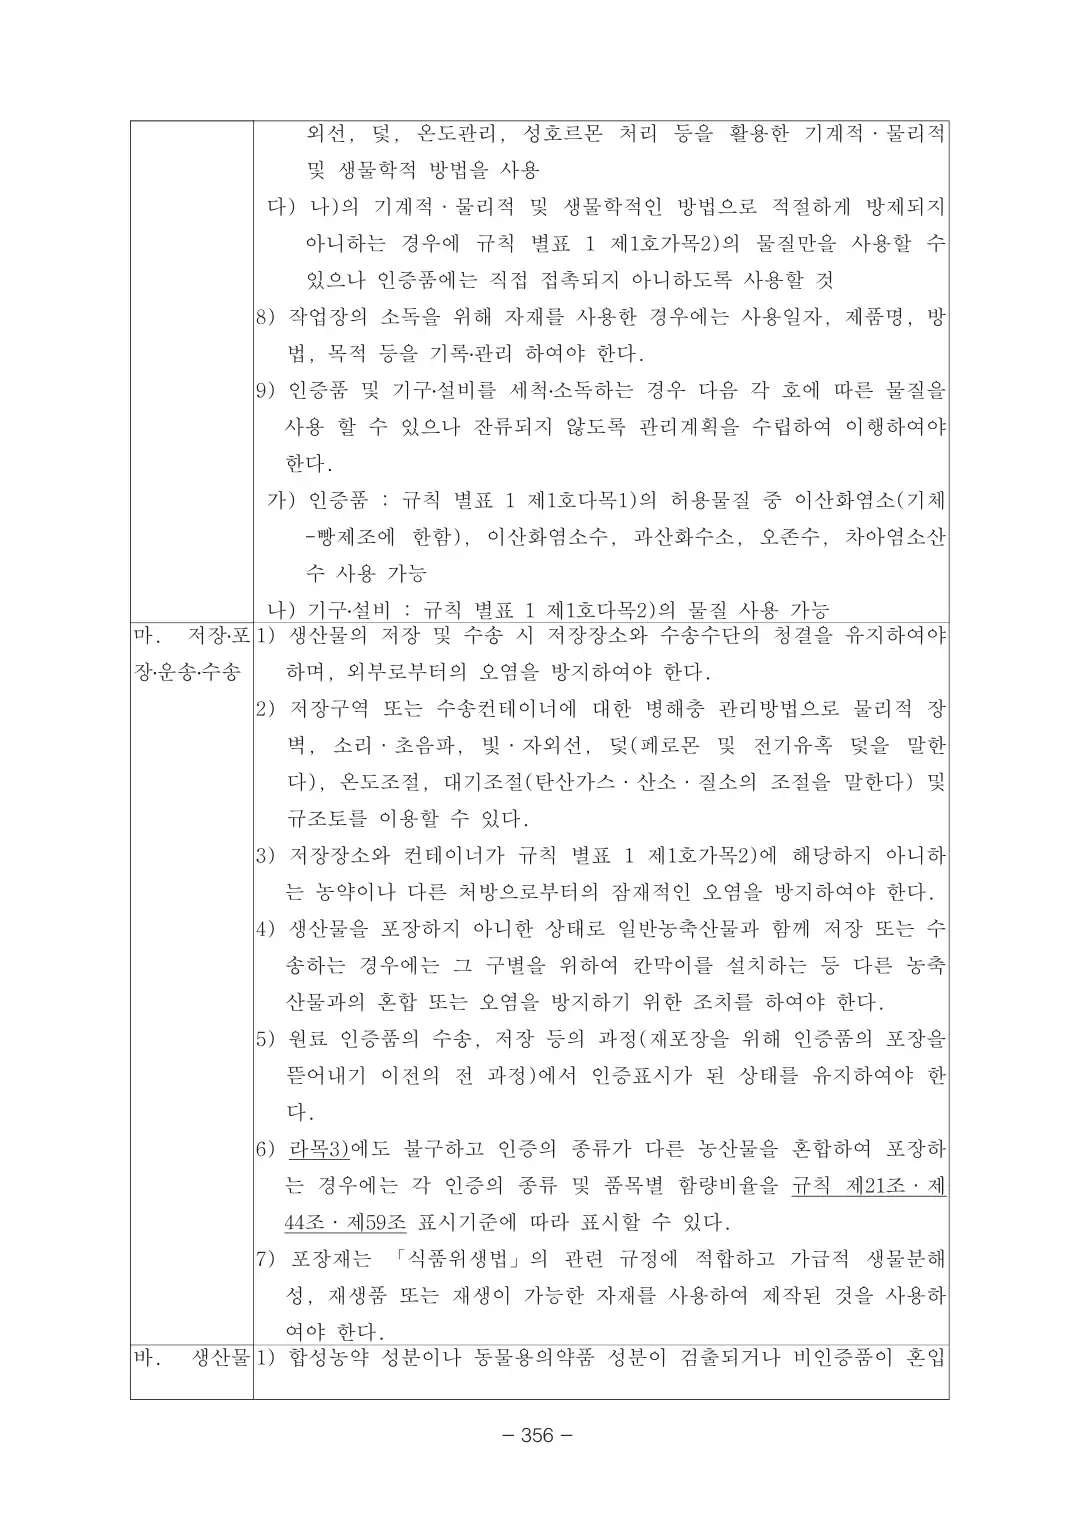 외선, 덫, 온도관리, 성호르몬 처리 등을 활용한 기계적·물리적
및 생물학적 방법을 사용
다) 나)의 기계적·물리적 및 생물학적인 방법으로 적절하게 방제되지
아니하는 경우에 규칙 별표 1 제1호가목2)의 물질만을 사용할 수
있으나 인증품에는 직접 접촉되지 아니하도록 사용할 것
8) 작업장의 소독을 위해 자재를 사용한 경우에는 사용일자, 제품명, 방
법, 목적 등을 기록·관리 하여야 한다.
9) 인증품 및 기구·설비를 세척·소독하는 경우 다음 각 호에 따른 물질을
사용 할 수 있으나 잔류되지 않도록 관리계획을 수립하여 이행하여야
한다.
가) 인증품 : 규칙 별표 1 제1호다목1)의 허용물질 중 이산화염소(기체
-빵제조에 한함), 이산화염소수, 과산화수소, 오존수, 차아염소산
수 사용 가능
나) 기구·설비 : 규칙 별표 1 제1호다목2)의 물질 사용 가능
마. 저장·포
장·운송·수송
1) 생산물의 저장 및 수송 시 저장장소와 수송수단의 청결을 유지하여야
하며, 외부로부터의 오염을 방지하여야 한다.
2) 저장구역 또는 수송컨테이너에 대한 병해충 관리방법으로 물리적 장
벽, 소리·초음파, 빛·자외선, 덫(페로몬 및 전기유혹 덫을 말한
다), 온도조절, 대기조절(탄산가스·산소·질소의 조절을 말한다) 및
규조토를 이용할 수 있다.
3) 저장장소와 컨테이너가 규칙 별표 1 제1호가목2)에 해당하지 아니하
는 농약이나 다른 처방으로부터의 잠재적인 오염을 방지하여야 한다.
4) 생산물을 포장하지 아니한 상태로 일반농축산물과 함께 저장 또는 수
송하는 경우에는 그 구별을 위하여 칸막이를 설치하는 등 다른 농축
산물과의 혼합 또는 오염을 방지하기 위한 조치를 하여야 한다.
5) 원료 인증품의 수송, 저장 등의 과정(재포장을 위해 인증품의 포장을
뜯어내기 이전의 전 과정)에서 인증표시가 된 상태를 유지하여야 한
다.
6) 라목3)에도 불구하고 인증의 종류가 다른 농산물을 혼합하여 포장하
는 경우에는 각 인증의 종류 및 품목별 함량비율을 규칙 제21조·제
44조·제59조 표시기준에 따라 표시할 수 있다.
7) 포장재는 「식품위생법」의 관련 규정에 적합하고 가급적 생물분해
성, 재생품 또는 재생이 가능한 자재를 사용하여 제작된 것을 사용하
여야 한다.
바. 생산물
1) 합성농약 성분이나 동물용의약품 성분이 검출되거나 비인증품이 혼입
- 356 -